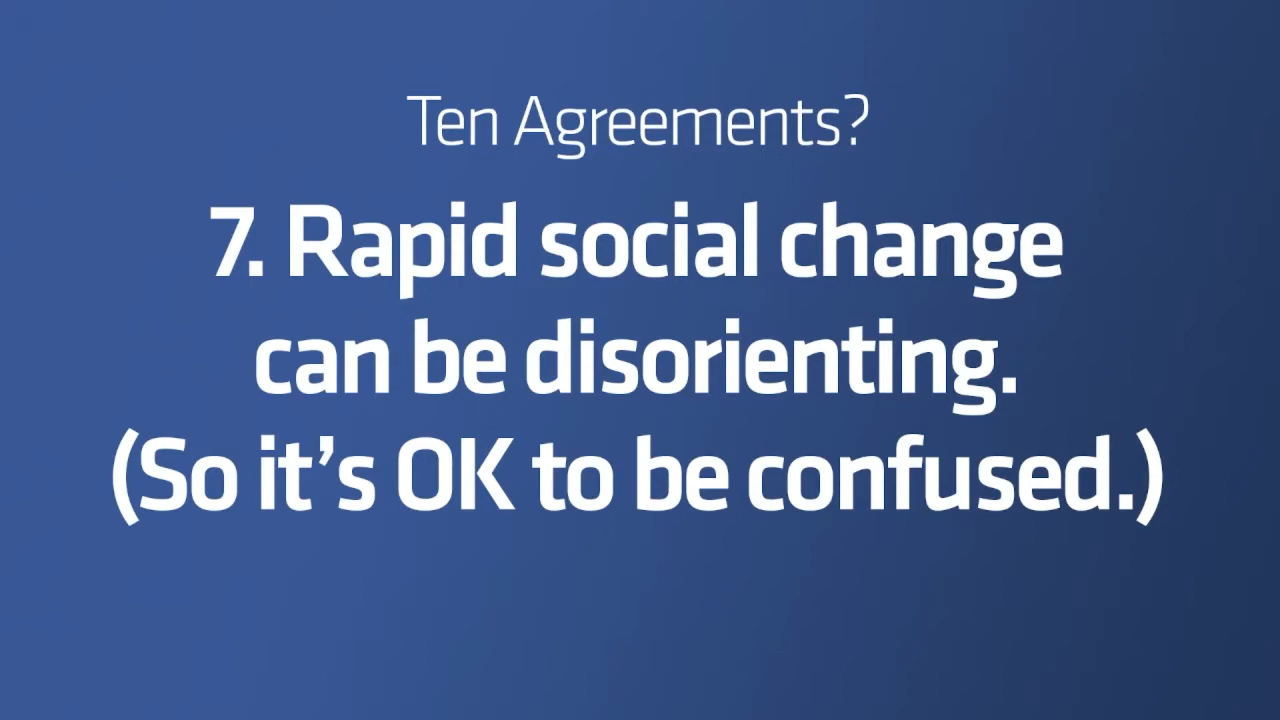 Ten Agreements?
7. Rapid social change
can be disorienting.
(So it’s OK to be confused.)